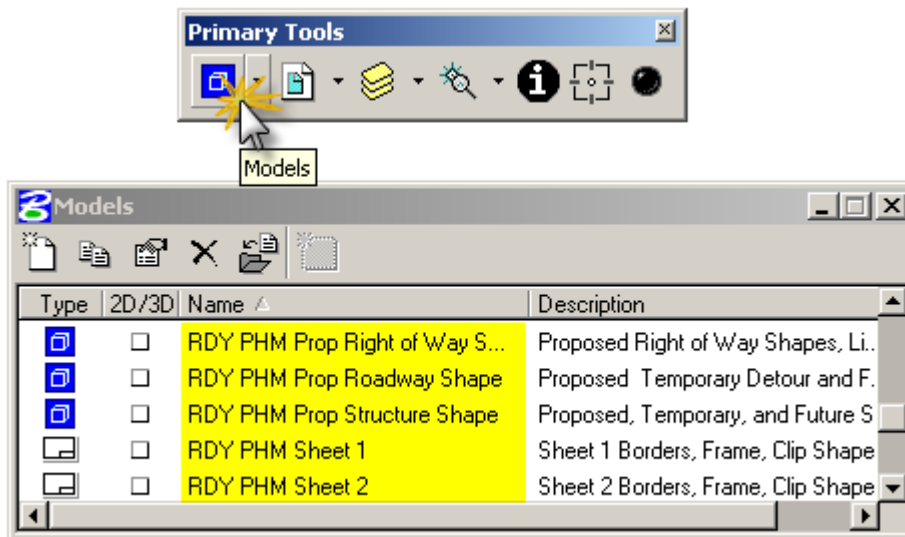 Primary Tools
Models
Models
Type 2D/3D Name Description
RDY PHM Prop Right of Way S... Proposed Right of Way Shapes, Li..
RDY PHM Prop Roadway Shape Proposed Temporary Detour and F.
RDY PHM Prop Structure Shape Proposed, Temporary, and Future S
RDY PHM Sheet 1 Sheet 1 Borders, Frame, Clip Shape
RDY PHM Sheet 2 Sheet 2 Borders, Frame, Clip Shape